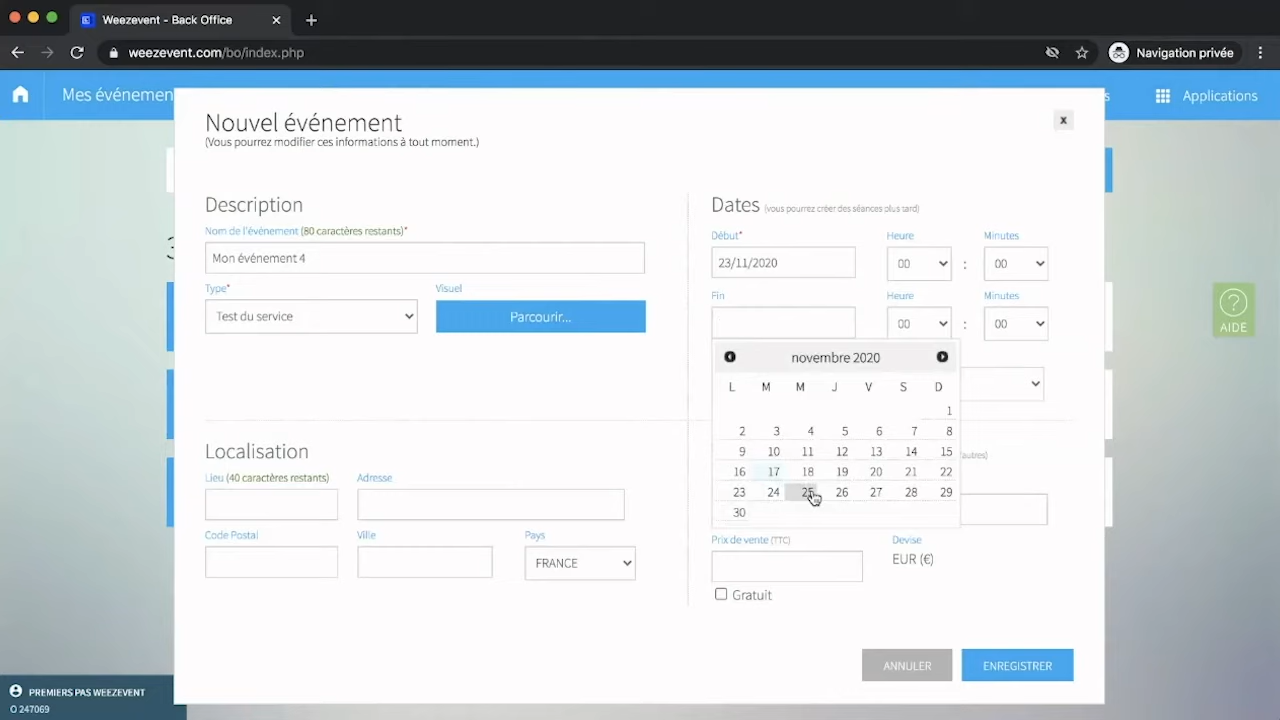 Weezevent - Back Office
weezevent.com/bo/index.php
Navigation privée
Mes événemen
s
Applications
Nouvel événement
(Vous pourrez modifier ces informations à tout moment.)
x
Description
Nom de l'événement (80 caractères restants)*
Mon événement 4
Type*
Visuel
Test du service
Parcourir...
Localisation
Lieu (40 caractères restants)
Adresse
Code Postal
Ville
Pays
FRANCE
Dates (vous pourrez créer des séances plus tard)
Début*
Heure
Minutes
23/11/2020
00 : 00
Fin
Heure
Minutes
00 : 00
novembre 2020
L M M J V S D
1
2 3 4 5 6 7 8
9 10 11 12 13 14 15
16 17 18 19 20 21 22
23 24 25 26 27 28 29
30
'autres)
Prix de vente (TTC)
Devise
EUR (€)
Gratuit
ANNULER
ENREGISTRER
AIDE
PREMIERS PAS WEEZEVENT
O 247069